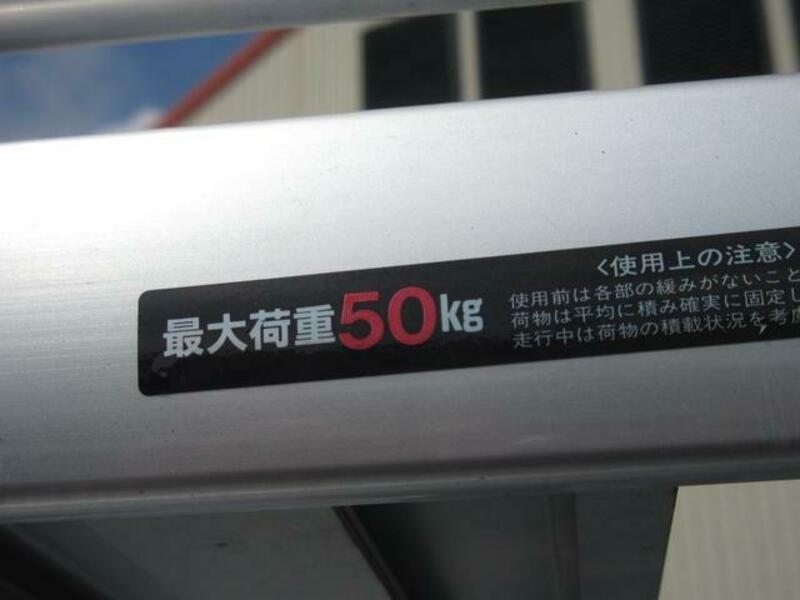 最大荷重50kg
〈使用上の注意〉
使用前は各部の緩みがないこと
荷物は平均に積み確実に固定し
走行中は荷物の積載状況を考慮